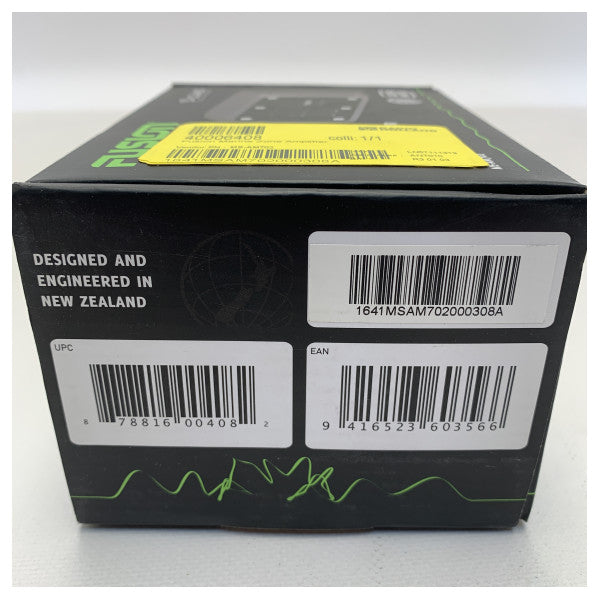 FUSION
40006408
colli: 1/1
DESIGNED AND
ENGINEERED IN
NEW ZEALAND
1641MSAM702000308A
UPC
8 78816 00408 2
EAN
9 416523 603566